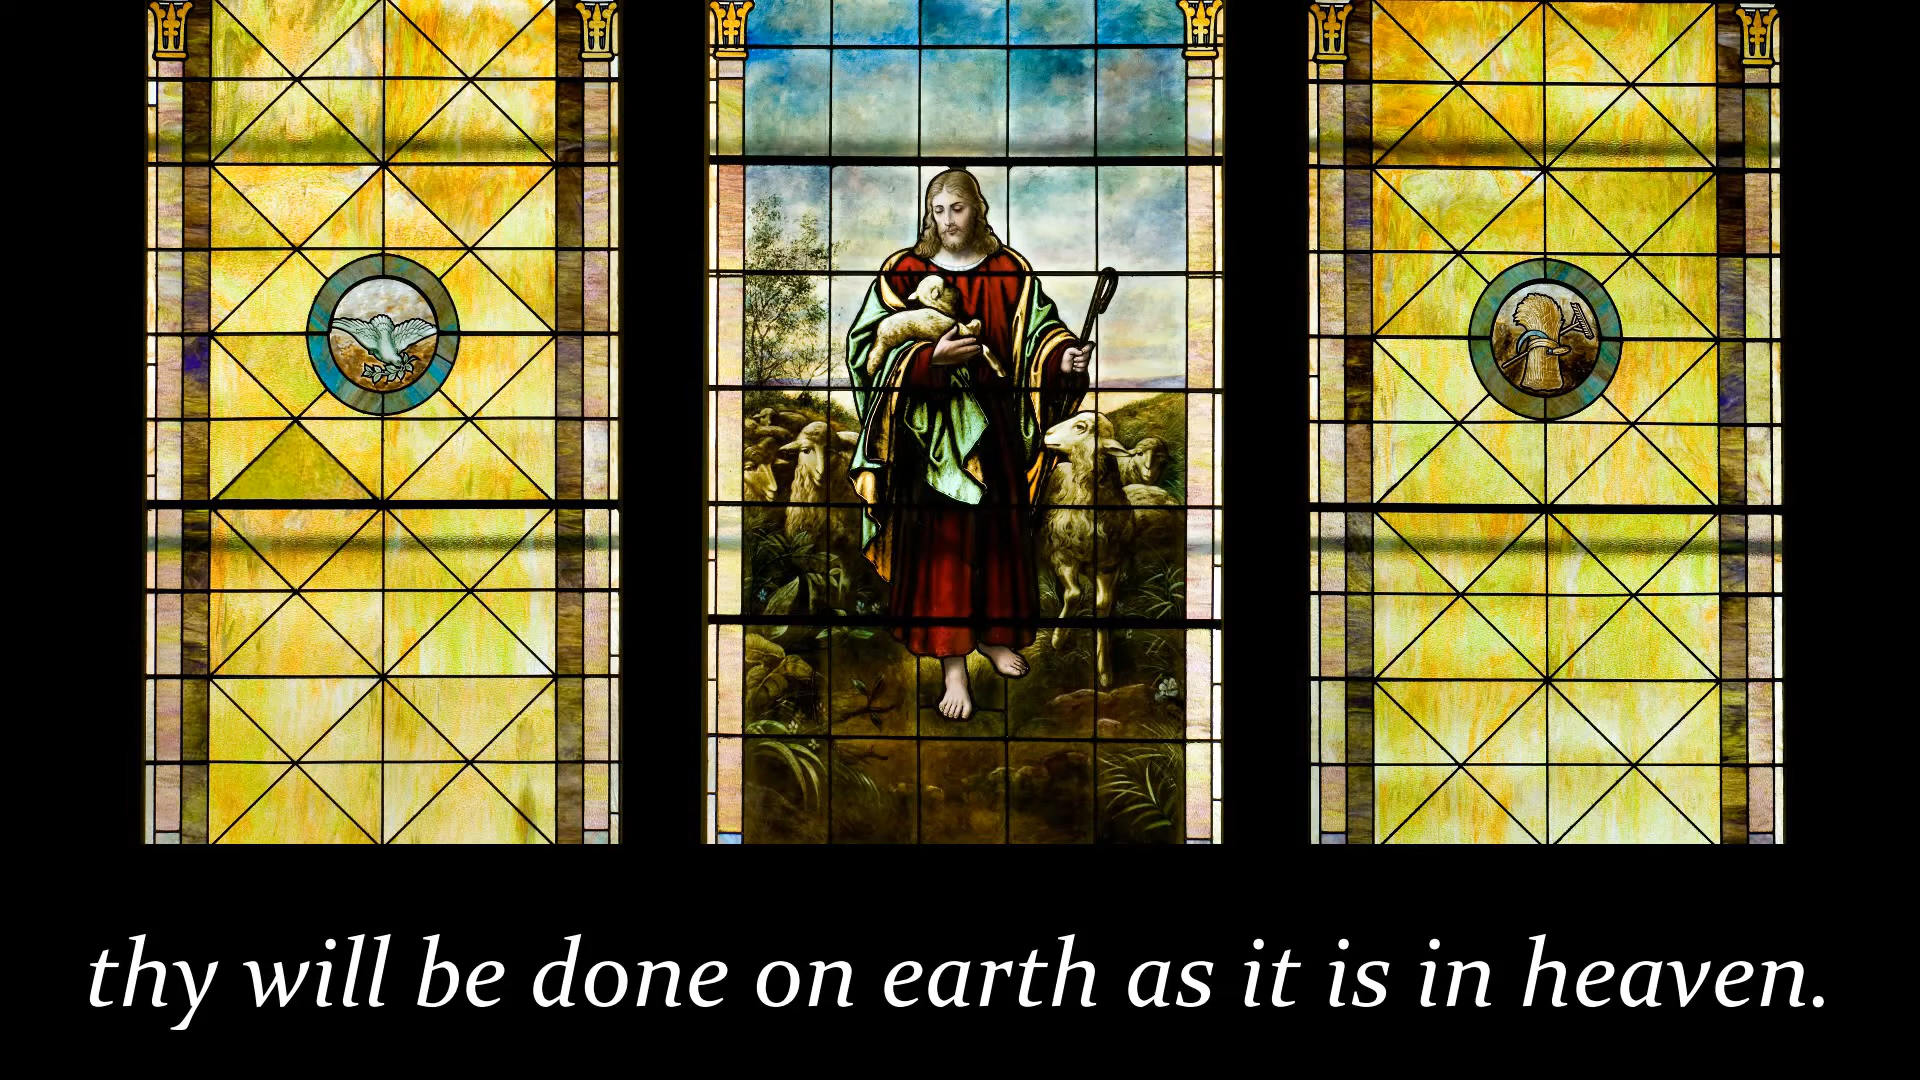 thy will be done on earth as it is in heaven.